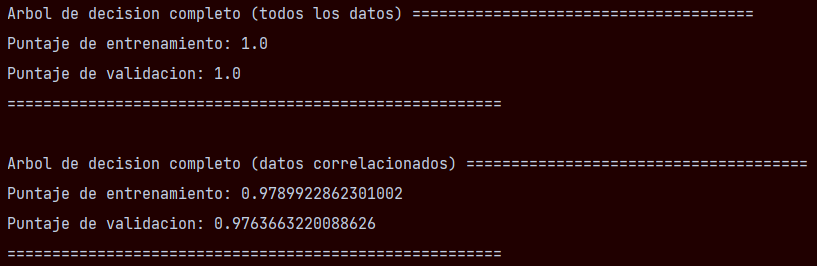 Arbol de decision completo (todos los datos) ======================================
Puntaje de entrenamiento: 1.0
Puntaje de validacion: 1.0
=======================================================
Arbol de decision completo (datos correlacionados) ======================================
Puntaje de entrenamiento: 0.9789922862301002
Puntaje de validacion: 0.9763663220088626
=======================================================